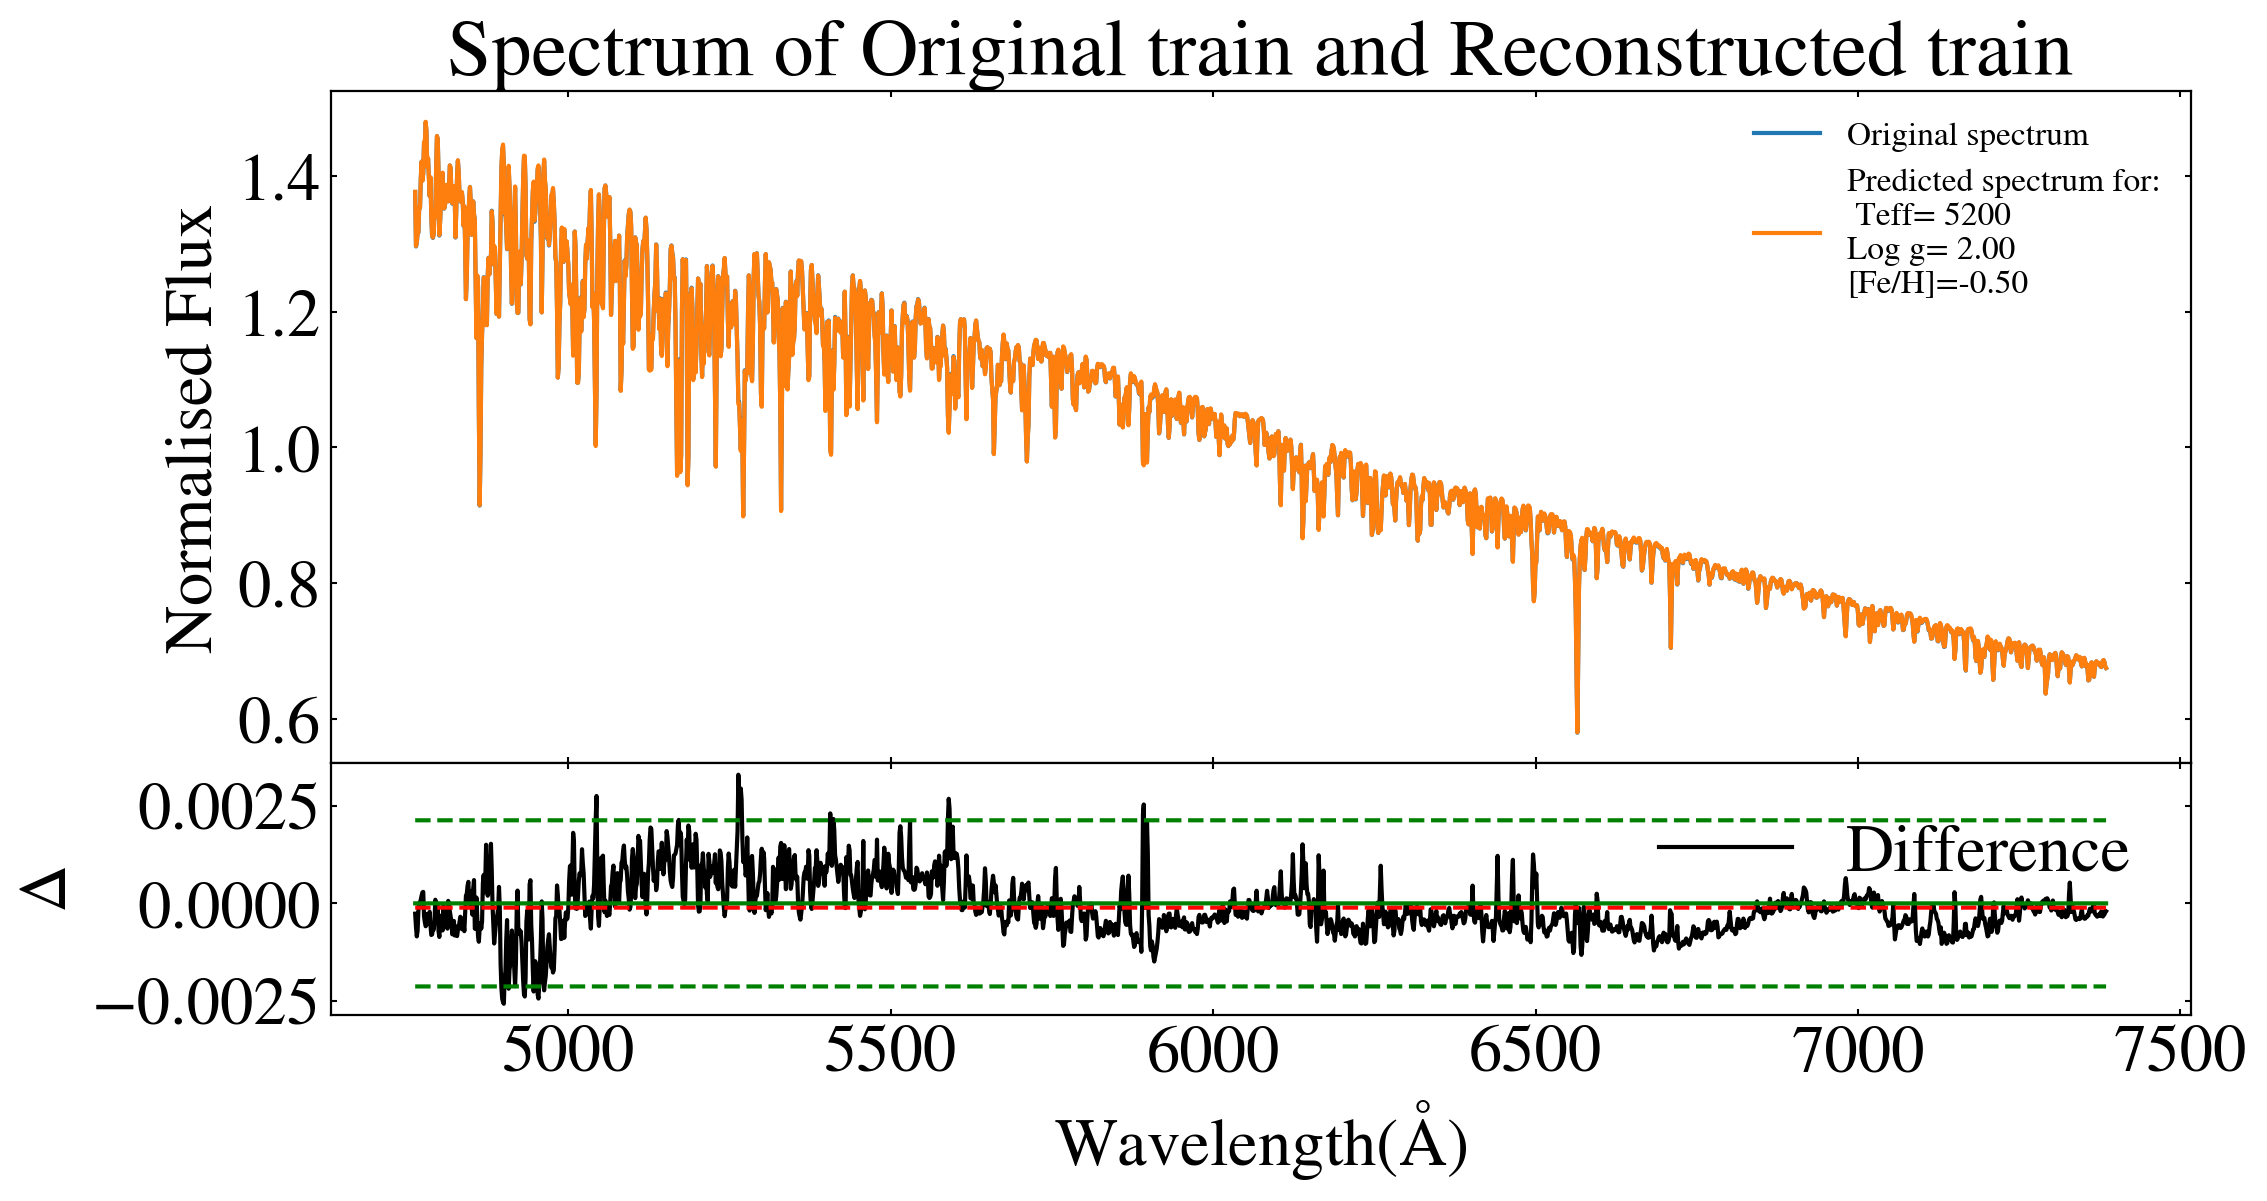 Spectrum of Original train and Reconstructed train
Normalised Flux
1.4
1.2
1.0
0.8
0.6
Original spectrum
Predicted spectrum for:
Teff= 5200
Log g= 2.00
[Fe/H]=-0.50
Δ
0.0025
0.0000
−0.0025
Difference
5000 5500 6000 6500 7000 7500
Wavelength(Å)